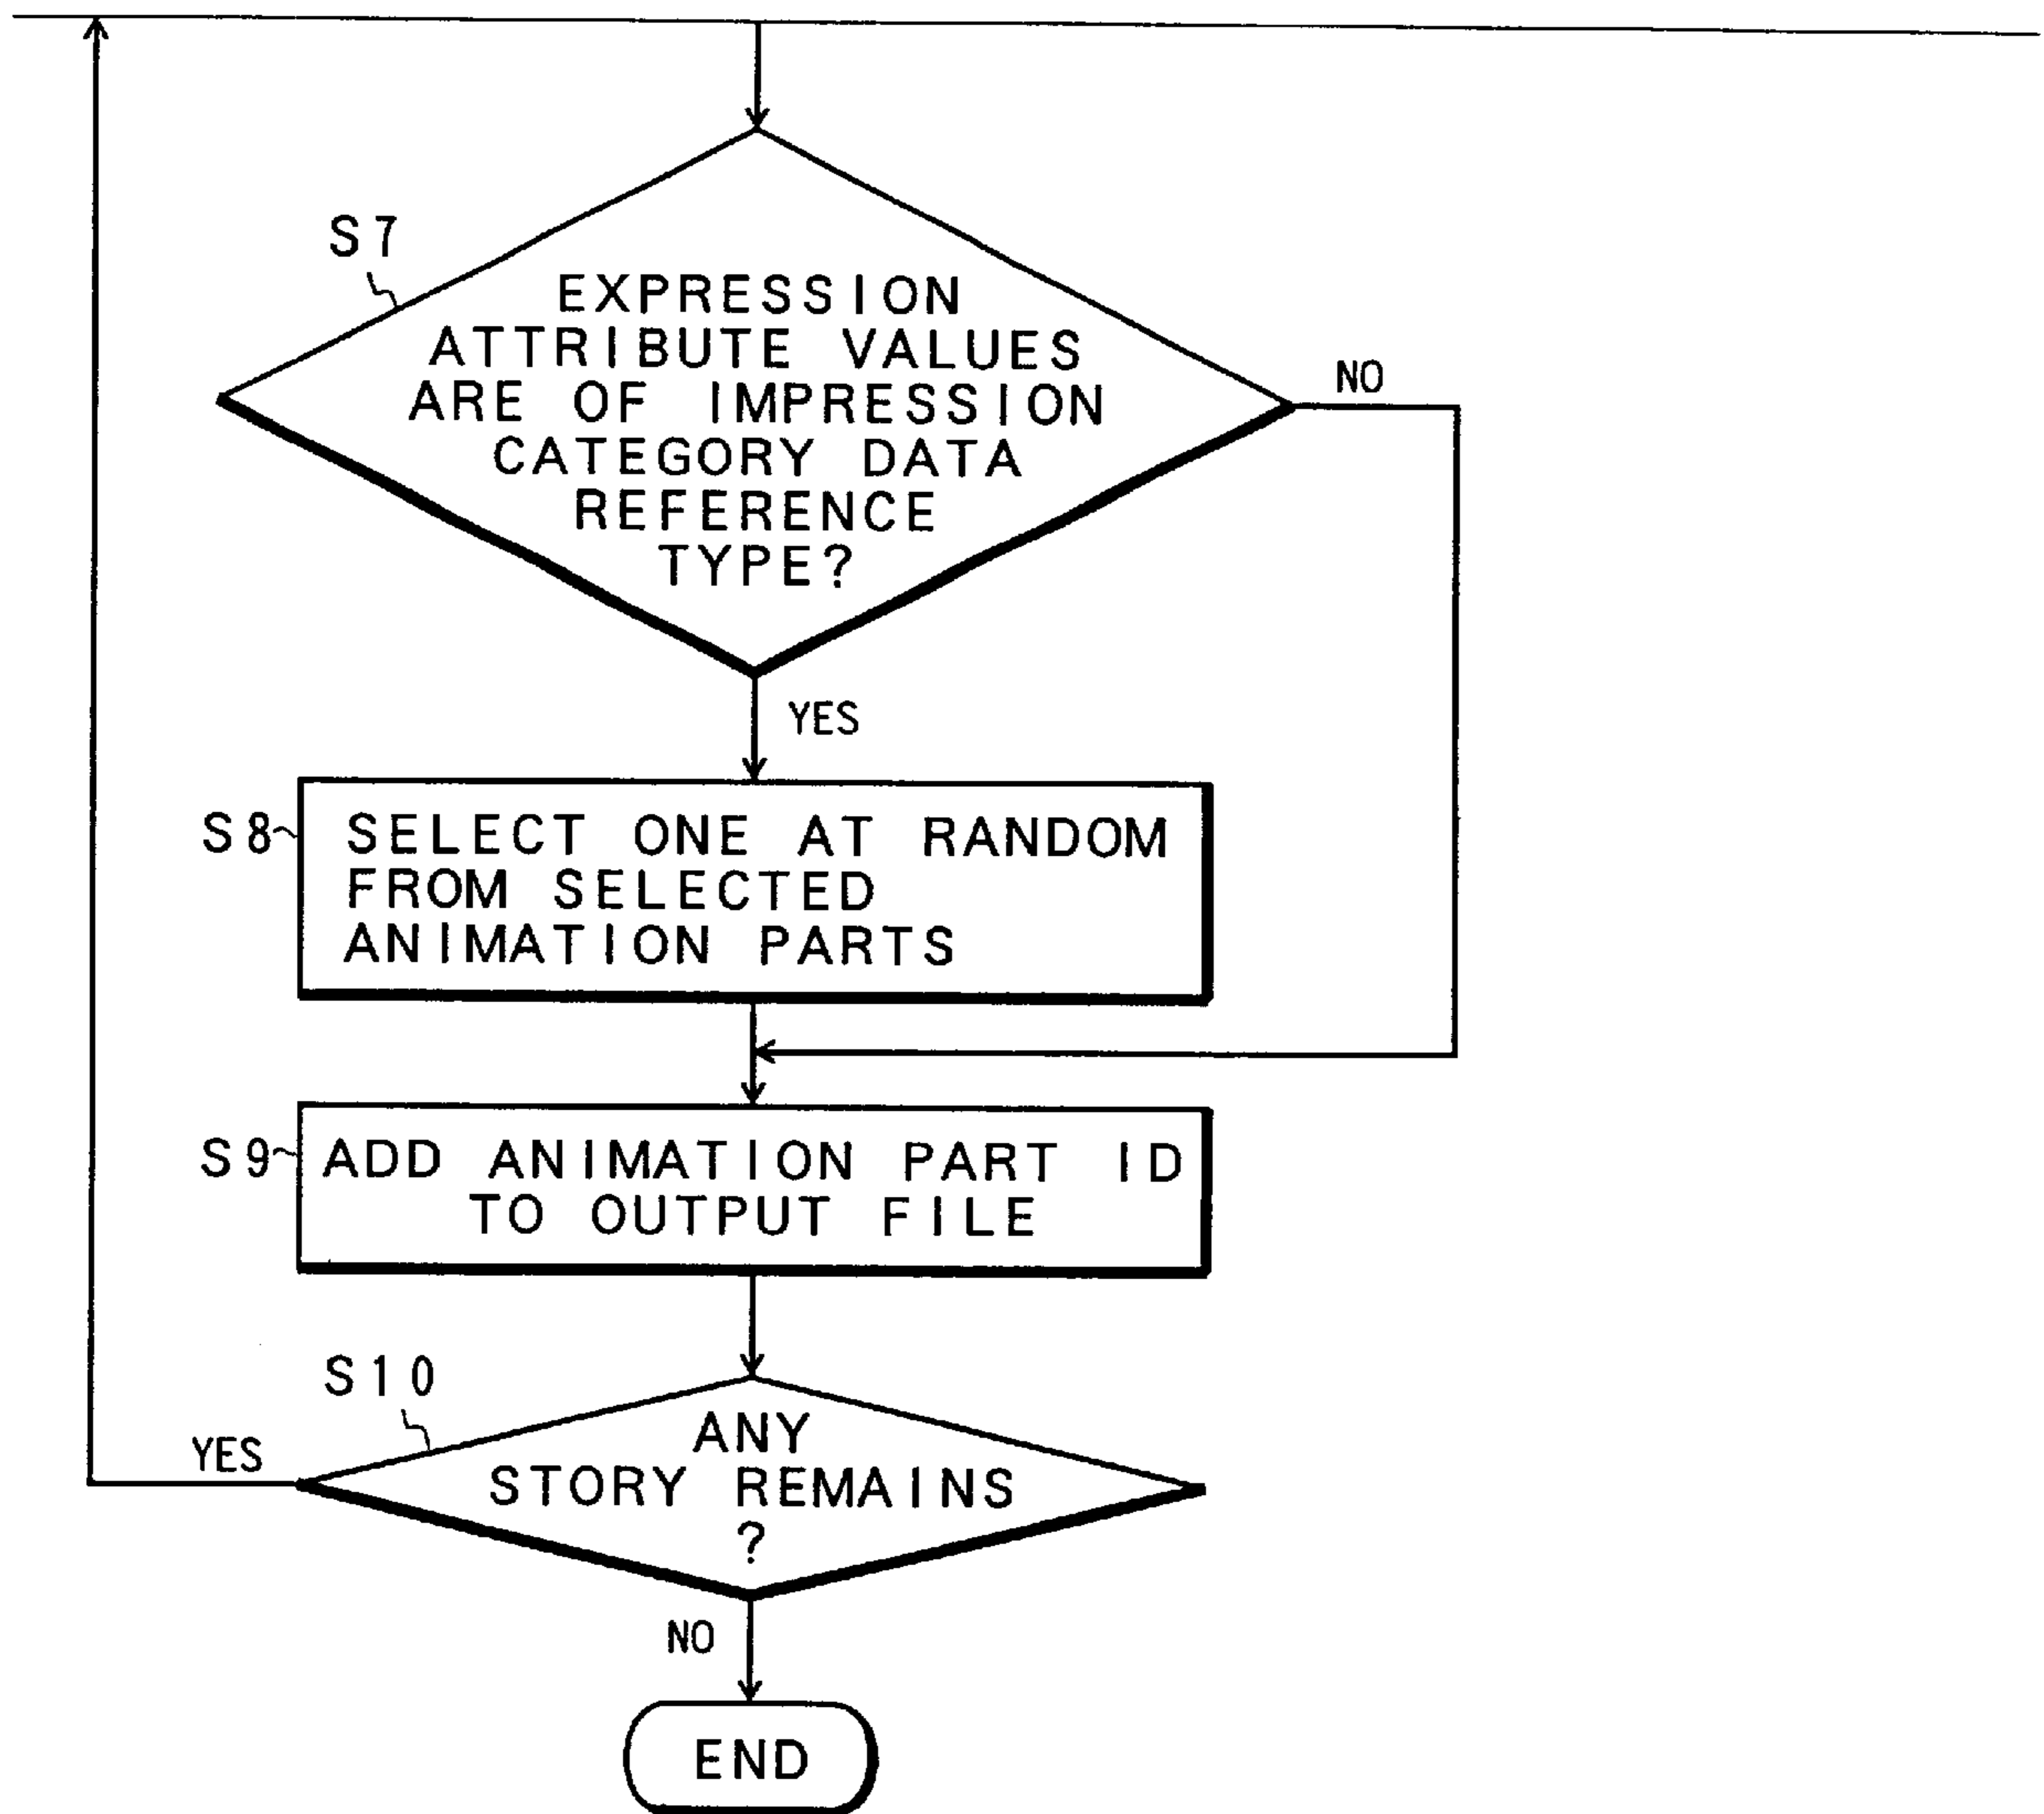 S7
EXPRESSION
ATTRIBUTE VALUES
ARE OF IMPRESSION
CATEGORY DATA
REFERENCE
TYPE?
NO
YES
S8
SELECT ONE AT RANDOM
FROM SELECTED
ANIMATION PARTS
S9
ADD ANIMATION PART ID
TO OUTPUT FILE
S10
YES
ANY
STORY REMAINS
?
NO
END